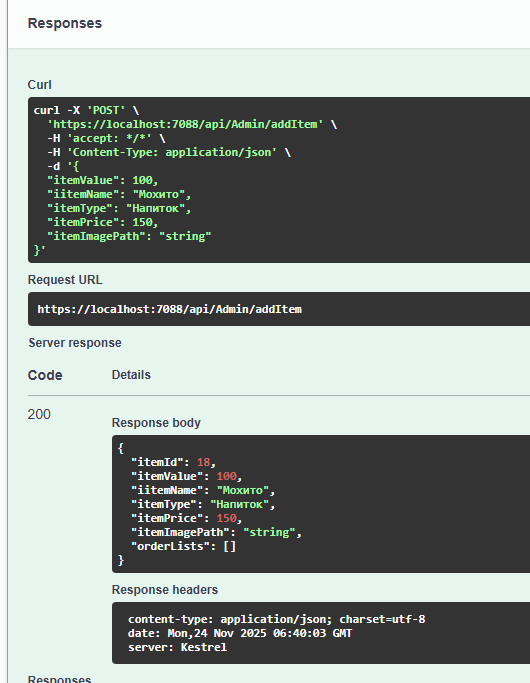 Responses
Curl
curl -X 'POST' \
  'https://localhost:7088/api/Admin/addItem' \
  -H 'accept: */*' \
  -H 'Content-Type: application/json' \
  -d '{
  "itemValue": 100,
  "iitemName": "Мохито",
  "itemType": "Напиток",
  "itemPrice": 150,
  "itemImagePath": "string"
}'
Request URL
https://localhost:7088/api/Admin/addItem
Server response
Code Details
200
Response body
{
  "itemId": 18,
  "itemValue": 100,
  "iitemName": "Мохито",
  "itemType": "Напиток",
  "itemPrice": 150,
  "itemImagePath": "string",
  "orderLists": []
}
Response headers
content-type: application/json; charset=utf-8
date: Mon,24 Nov 2025 06:40:03 GMT
server: Kestrel
Responses